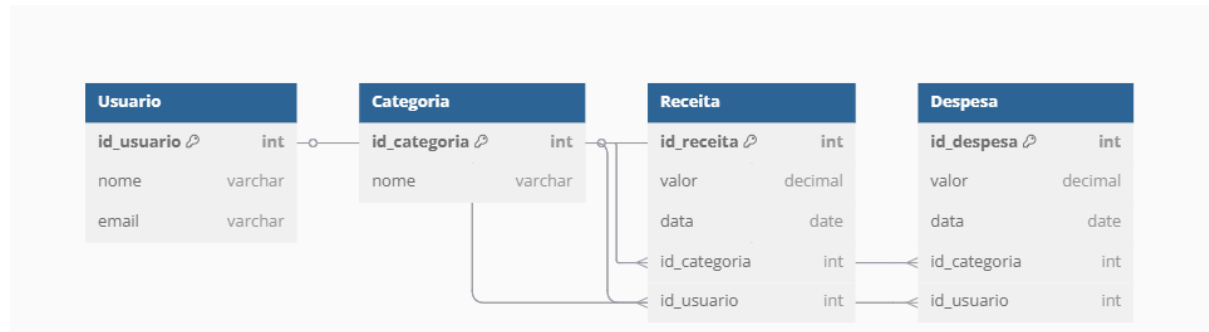 Usuario
id_usuario int
nome varchar
email varchar
Categoria
id_categoria int
nome varchar
Receita
id_receita int
valor decimal
data date
id_categoria int
id_usuario int
Despesa
id_despesa int
valor decimal
data date
id_categoria int
id_usuario int